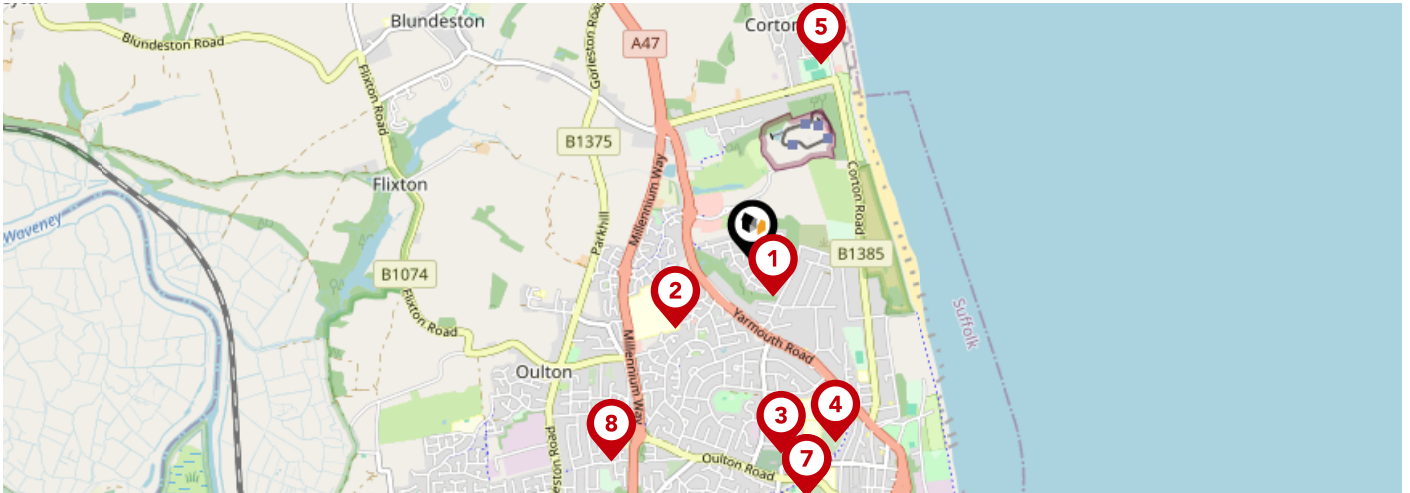 Blundeston
Corton
5
Blundeston Road
Gorleston Road
A47
Flixton Road
B1375
Flixton
Millennium Way
Corton Road
Waveney
Parkhill
B1385
1
B1074
2
Suffolk
Flixton Road
Yarmouth Road
Millennium Way
Oulton
3
4
8
7
Oulton Road